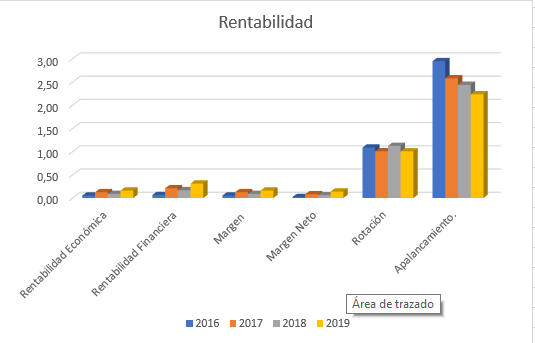 Rentabilidad
3,00
2,50
2,00
1,50
1,00
0,50
0,00
Rentabilidad Económica
Rentabilidad Financiera
Margen
Margen Neto
Rotación
Apalancamiento.
Área de trazado
2016 2017 2018 2019